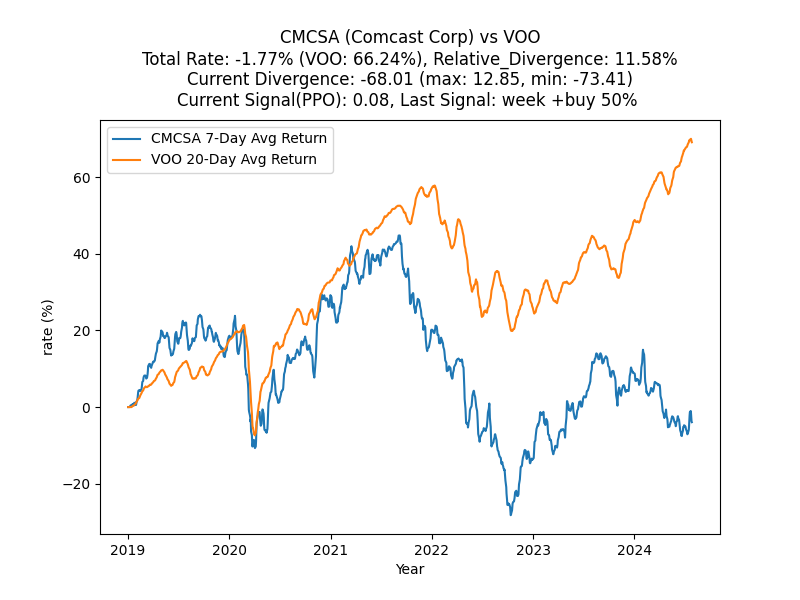 CMCSA (Comcast Corp) vs VOO
Total Rate: -1.77% (VOO: 66.24%), Relative_Divergence: 11.58%
Current Divergence: -68.01 (max: 12.85, min: -73.41)
Current Signal(PPO): 0.08, Last Signal: week +buy 50%
CMCSA 7-Day Avg Return
VOO 20-Day Avg Return
rate (%)
60
40
20
0
−20
2019 2020 2021 2022 2023 2024
Year